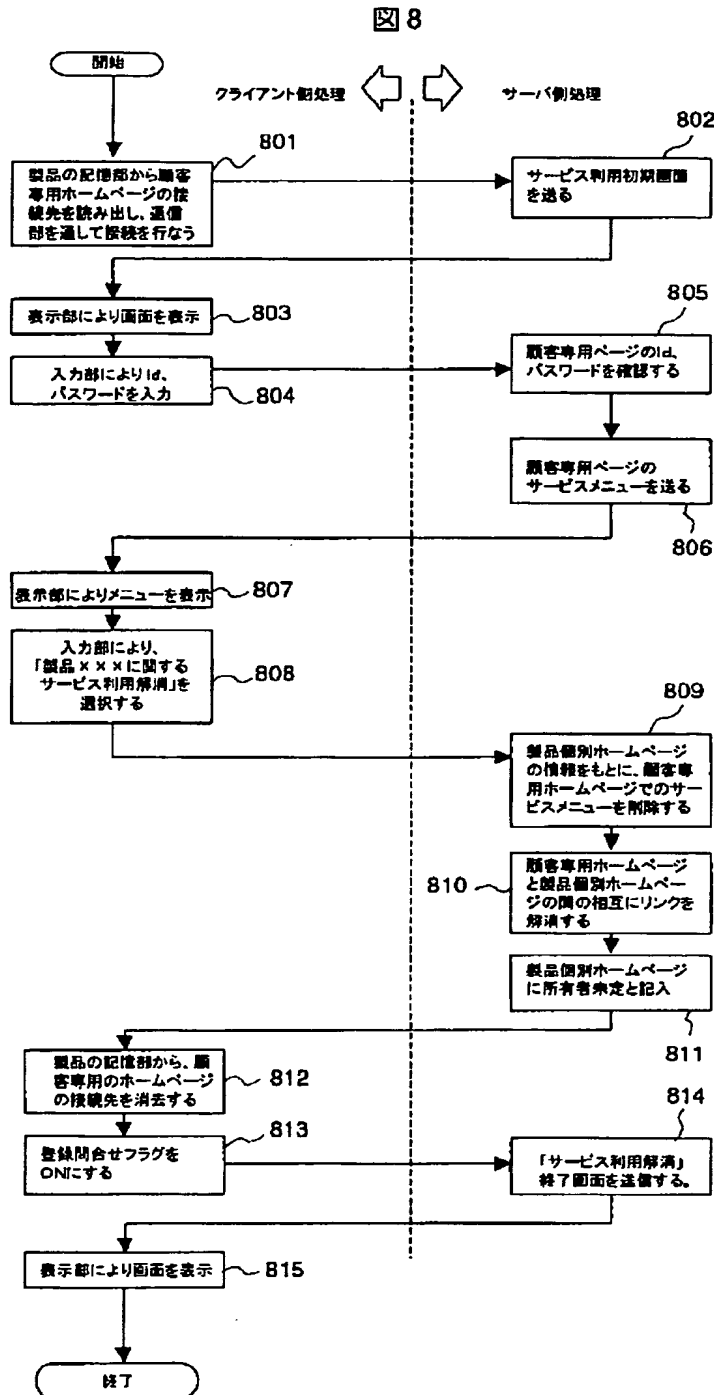 図8
開始
クライアント側処理
サーバ側処理
801
802
製品の記憶部から顧客
専用ホームページの接
続先を読み出し、通信
部を通して接続を行なう
サービス利用初期画面
を送る
表示部により画面を表示
803
入力部によりid、
パスワードを入力
804
805
顧客専用ページのid、
パスワードを確認する
顧客専用ページの
サービスメニューを送る
806
表示部によりメニューを表示
807
入力部により、
「製品×××に関する
サービス利用解消」を
選択する
808
809
製品個別ホームページ
の情報をもとに、顧客専
用ホームページでのサー
ビスメニューを削除する
810
顧客専用ホームページ
と製品個別ホームペー
ジの間の相互にリンクを
解消する
製品個別ホームページ
に所有者未定と記入
811
製品の記憶部から、顧
客専用のホームページ
の接続先を消去する
812
登録問合せフラグを
ONにする
813
814
「サービス利用解消」
終了画面を送信する。
表示部により画面を表示
815
終了